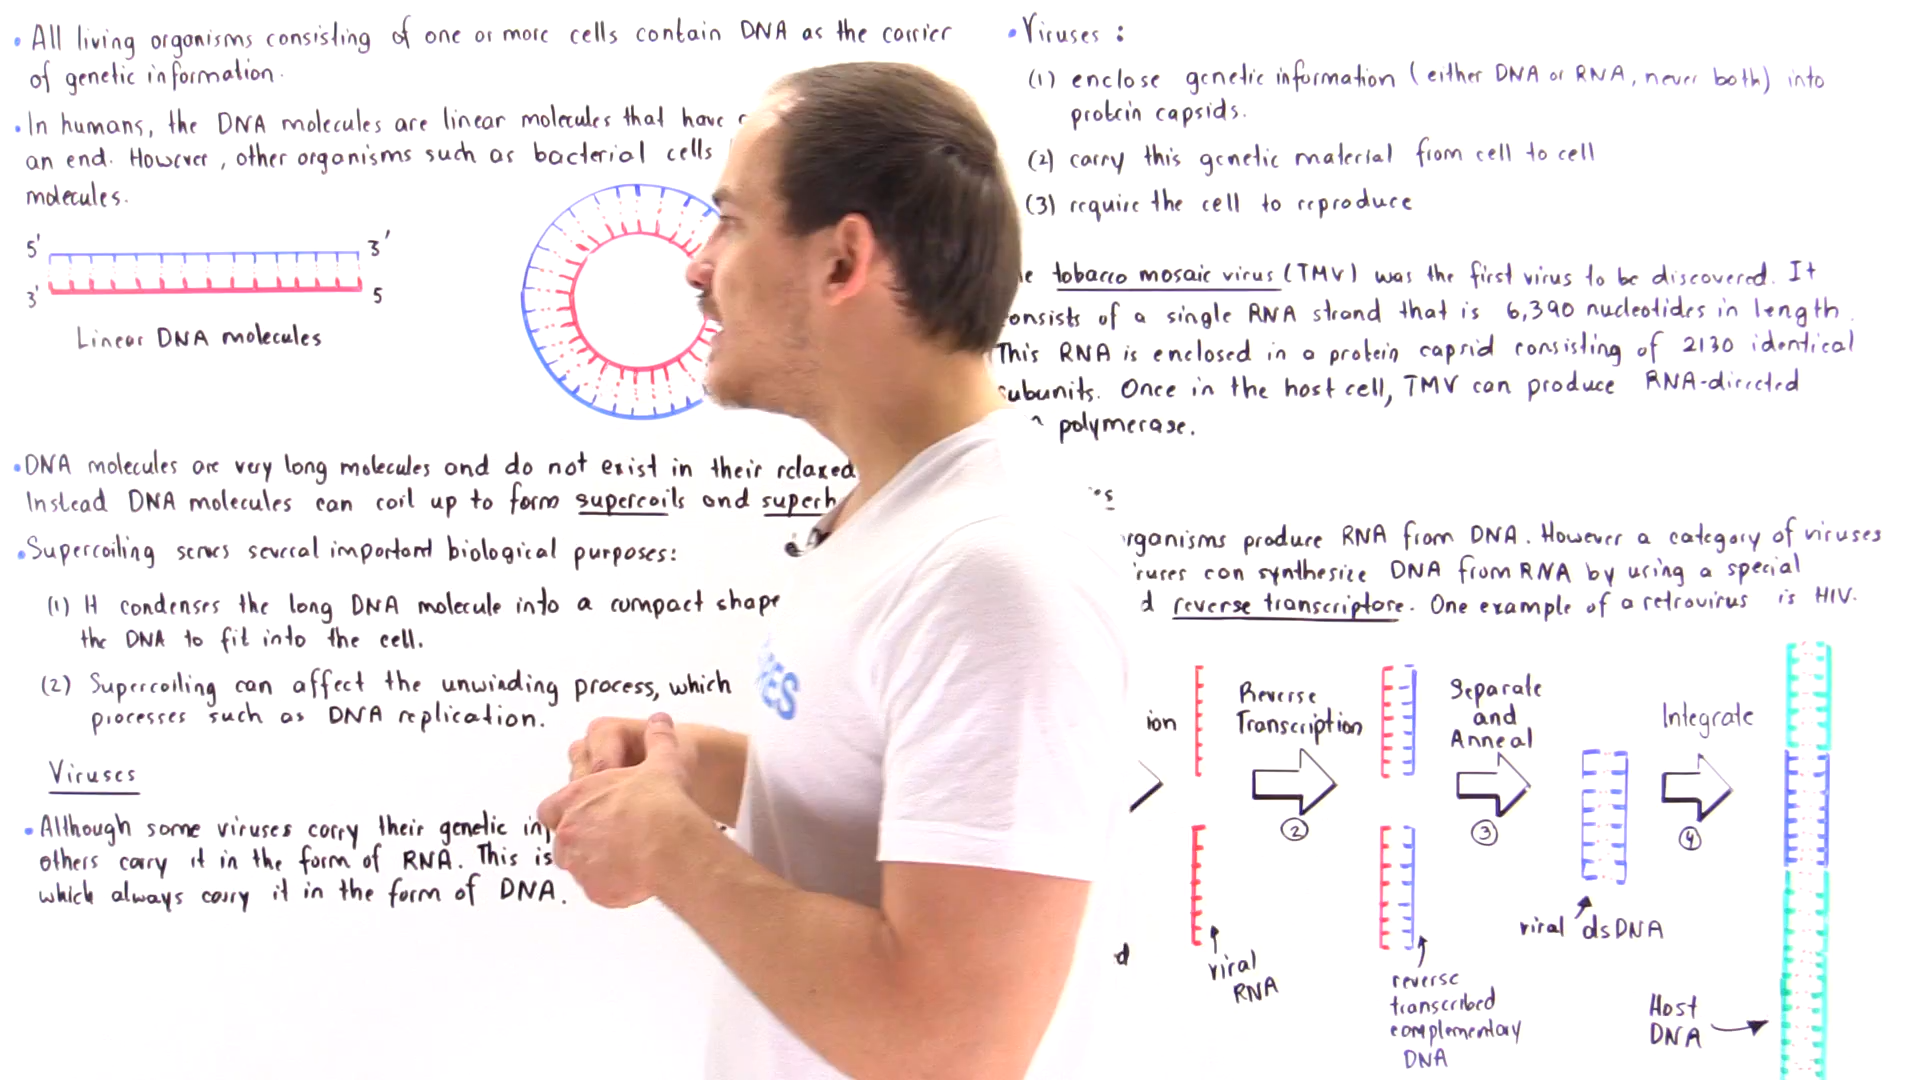 • All living organisms consisting of one or more cells contain DNA as the carrier
of genetic information.
• In humans, the DNA molecules are linear molecules that have
an end. However, other organisms such as bacterial cells
molecules.
5' 3'
3' 5
Linear DNA molecules
• DNA molecules are very long molecules and do not exist in their relaxed
Instead DNA molecules can coil up to form supercoils and superh
• Supercoiling serves several important biological purposes:
(1) It condenses the long DNA molecule into a compact shape
the DNA to fit into the cell.
(2) Supercoiling can affect the unwinding process, which
processes such as DNA replication.
Viruses
• Although some viruses carry their genetic in
others carry it in the form of RNA. This is
which always carry it in the form of DNA.
• Viruses:
(1) enclose genetic information (either DNA or RNA, never both) into
protein capsids.
(2) carry this genetic material from cell to cell
(3) require the cell to reproduce
e tobacco mosaic virus (TMV) was the first virus to be discovered. It
onsists of a single RNA strand that is 6,390 nucleotides in length.
This RNA is enclosed in a protein capsid consisting of 2130 identical
subunits. Once in the host cell, TMV can produce RNA-directed
polymerase.
es
rganisms produce RNA from DNA. However a category of viruses
ruses can synthesize DNA from RNA by using a special
d reverse transcriptase. One example of a retrovirus is HIV.
ion
Reverse
Transcription
2
Separate
and
Anneal
3
Integrate
4
d
viral
RNA
reverse
transcribed
complementary
DNA
viral dsDNA
Host
DNA
ES